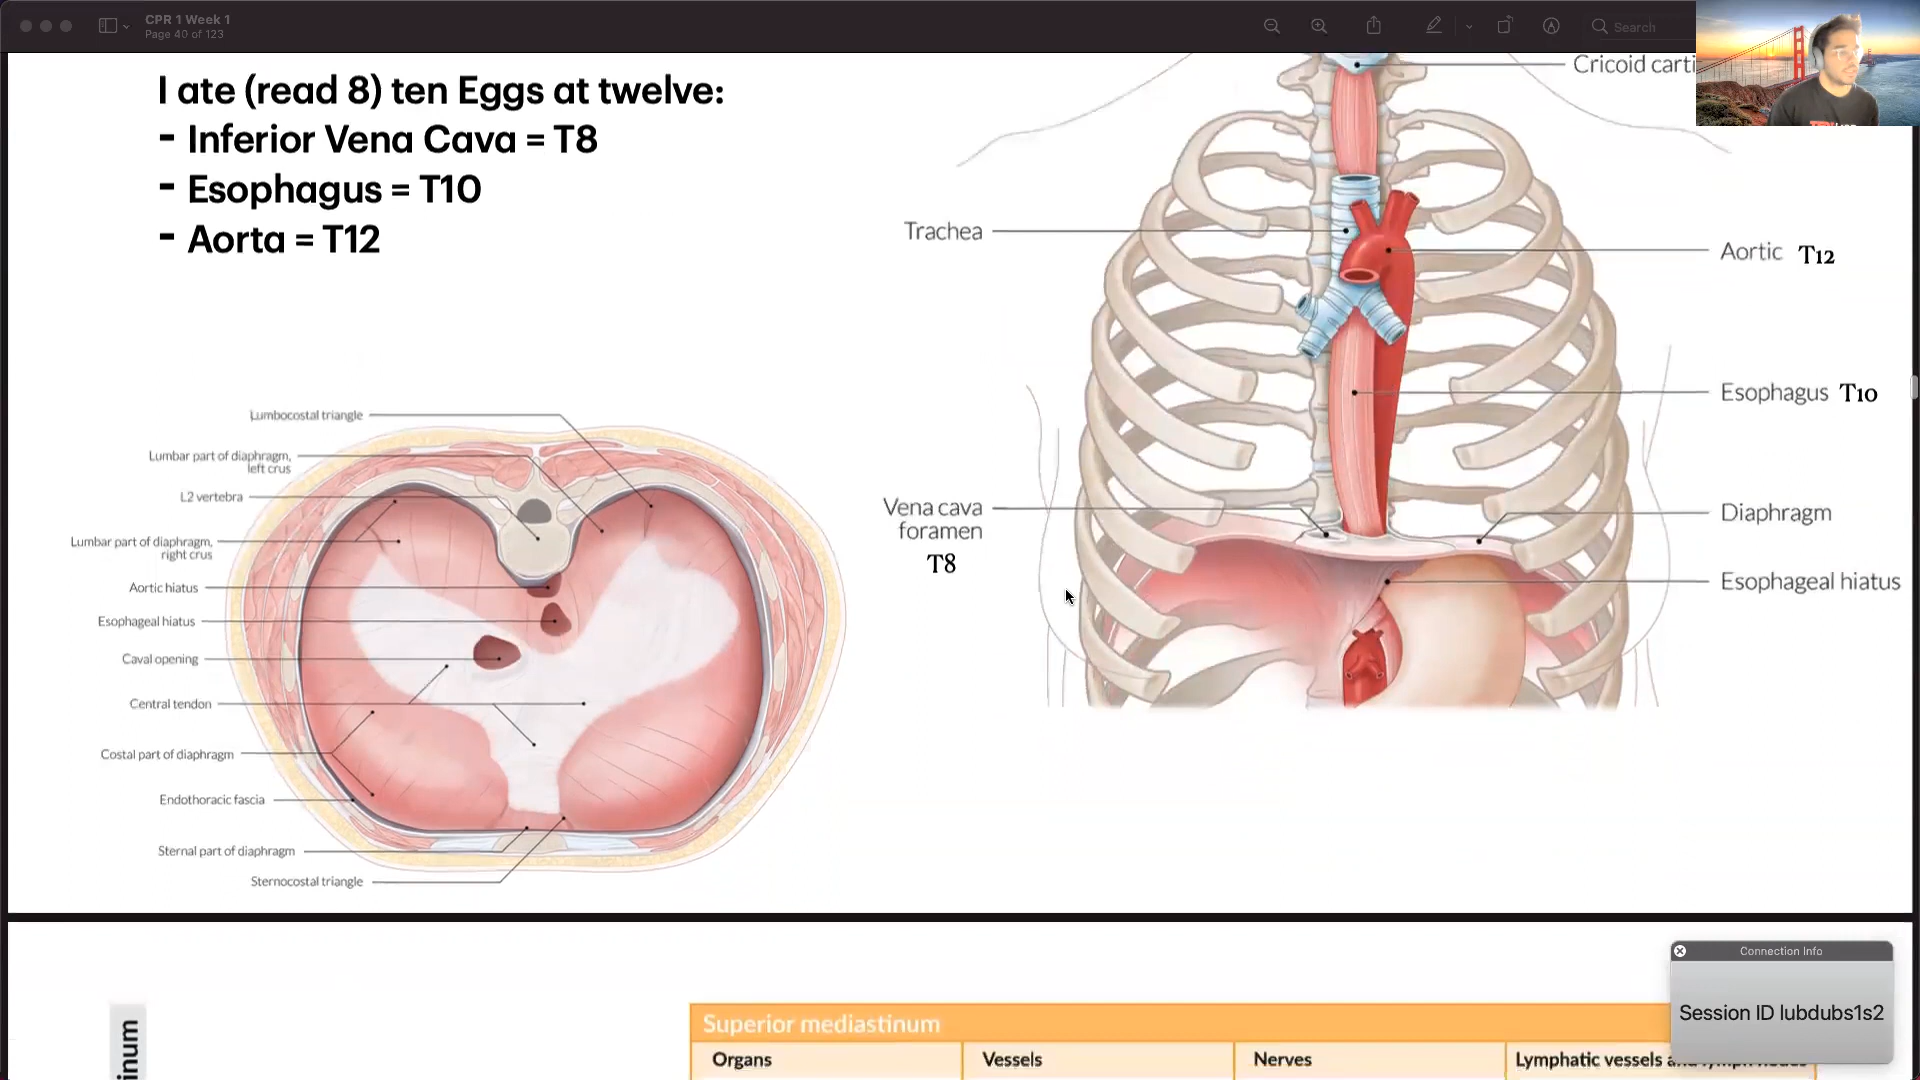 CPR 1 Week 1
Page 40 of 123
Search
I ate (read 8) ten Eggs at twelve:
- Inferior Vena Cava = T8
- Esophagus = T10
- Aorta = T12
Cricoid carti
Trachea
Aortic T12
Esophagus T10
Vena cava
foramen
T8
Diaphragm
Esophageal hiatus
Lumbocostal triangle
Lumbar part of diaphragm,
left crus
L2 vertebra
Lumbar part of diaphragm,
right crus
Aortic hiatus
Esophageal hiatus
Caval opening
Central tendon
Costal part of diaphragm
Endothoracic fascia
Sternal part of diaphragm
Sternocostal triangle
Connection Info
Session ID lubdubs1s2
inum
Superior mediastinum
Organs
Vessels
Nerves
Lymphatic vessels and lymph nodes